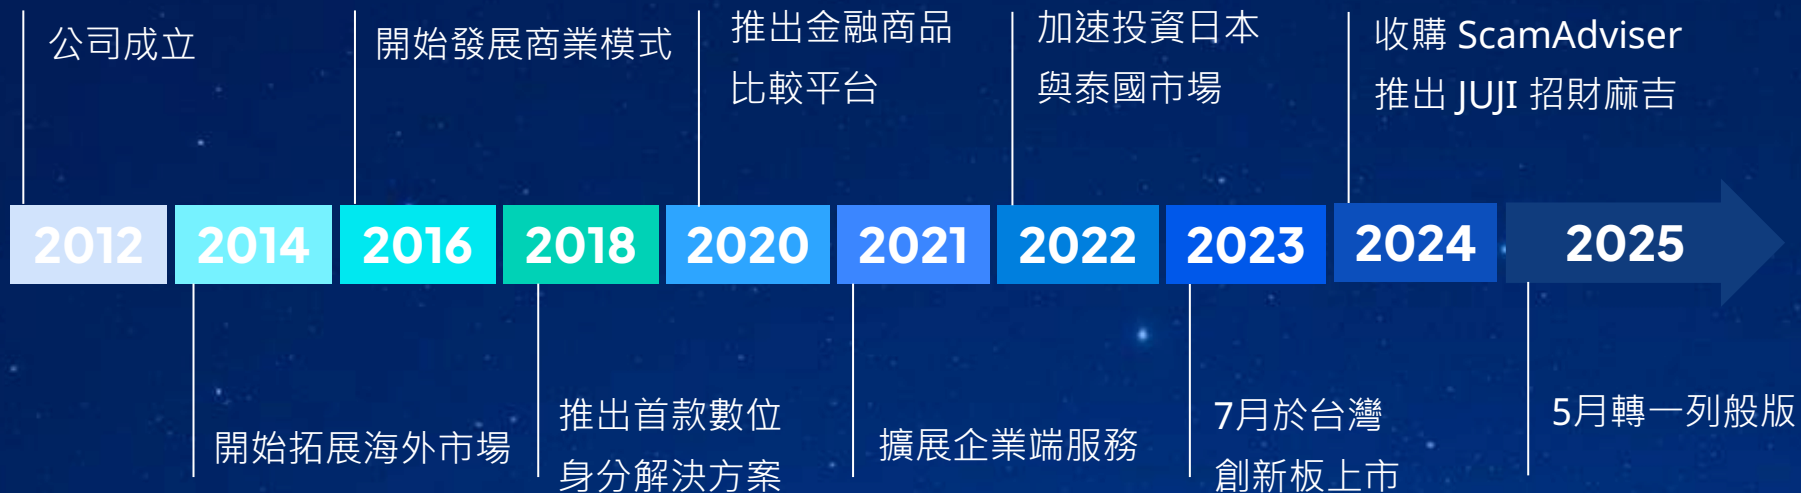 公司成立
開始發展商業模式
推出金融商品
比較平台
加速投資日本
與泰國市場
收購 ScamAdviser
推出 JUJI 招財麻吉
2012
2014
2016
2018
2020
2021
2022
2023
2024
2025
開始拓展海外市場
推出首款數位
身分解決方案
擴展企業端服務
7月於台灣
創新板上市
5月轉一列般版